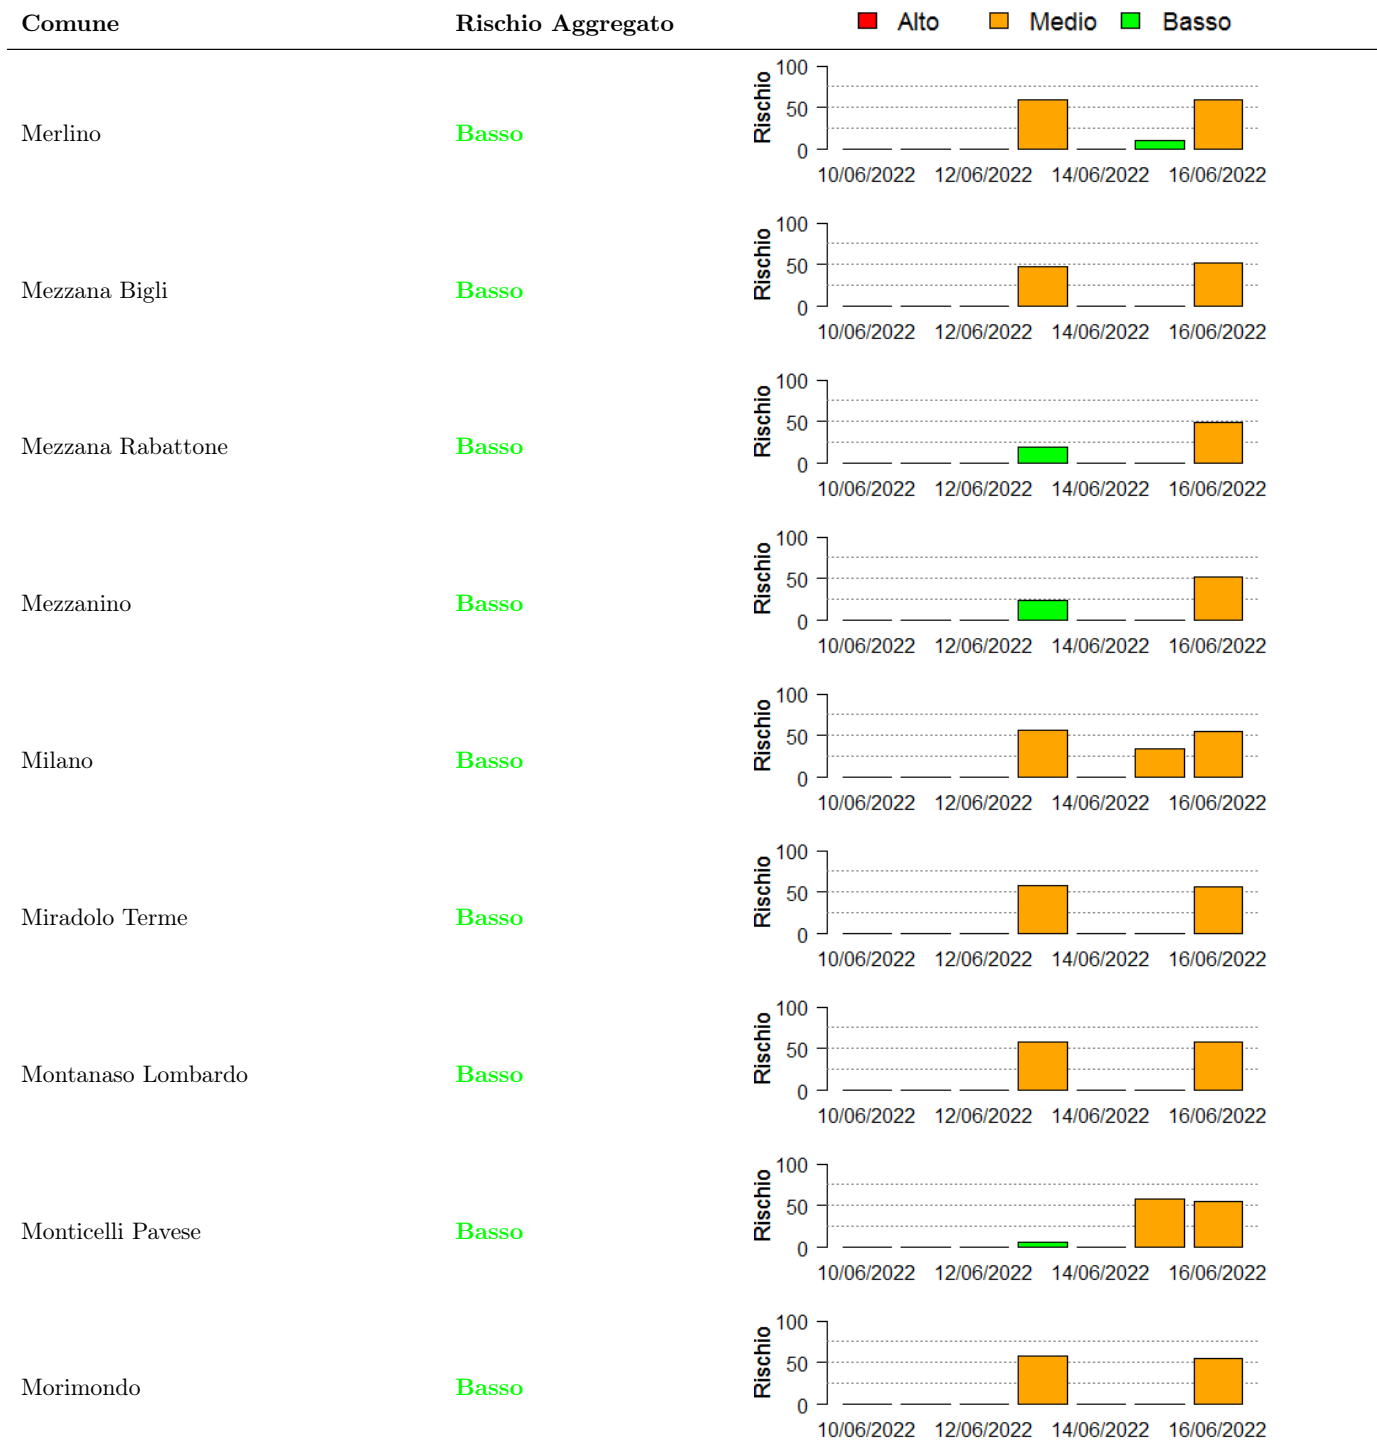 Comune Rischio Aggregato Alto Medio Basso
100
50
0
Rischio
Merlino Basso
10/06/2022 12/06/2022 14/06/2022 16/06/2022
100
50
0
Rischio
Mezzana Bigli Basso
10/06/2022 12/06/2022 14/06/2022 16/06/2022
100
50
0
Rischio
Mezzana Rabattone Basso
10/06/2022 12/06/2022 14/06/2022 16/06/2022
100
50
0
Rischio
Mezzanino Basso
10/06/2022 12/06/2022 14/06/2022 16/06/2022
100
50
0
Rischio
Milano Basso
10/06/2022 12/06/2022 14/06/2022 16/06/2022
100
50
0
Rischio
Miradolo Terme Basso
10/06/2022 12/06/2022 14/06/2022 16/06/2022
100
50
0
Rischio
Montanaso Lombardo Basso
10/06/2022 12/06/2022 14/06/2022 16/06/2022
100
50
0
Rischio
Monticelli Pavese Basso
10/06/2022 12/06/2022 14/06/2022 16/06/2022
100
50
0
Rischio
Morimondo Basso
10/06/2022 12/06/2022 14/06/2022 16/06/2022